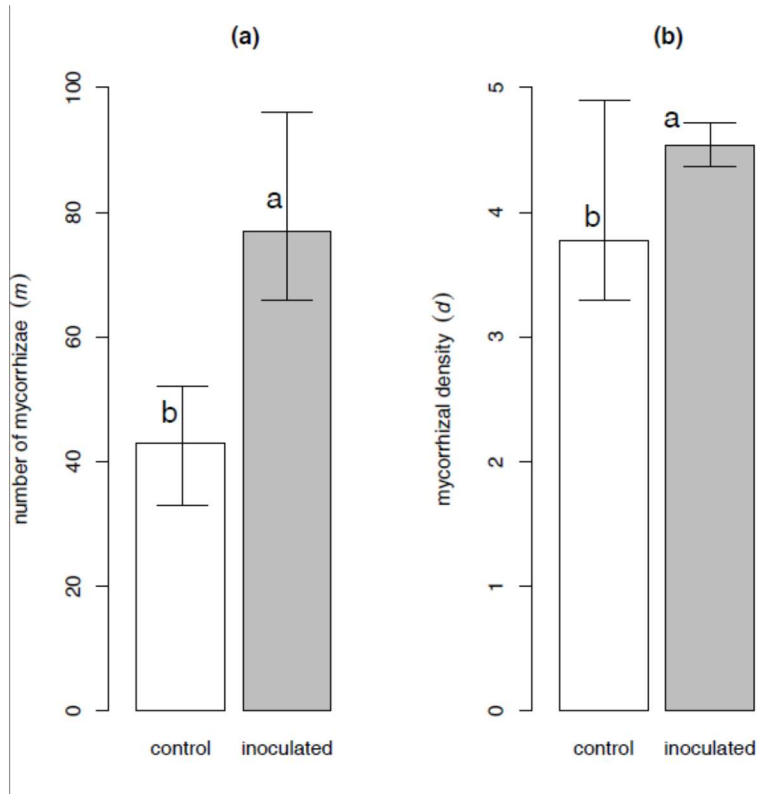 (a)
number of mycorrhizae (m)
0
20
40
60
80
100
b
a
control
inoculated
(b)
mycorrhizal density (d)
0
1
2
3
4
5
b
a
control
inoculated